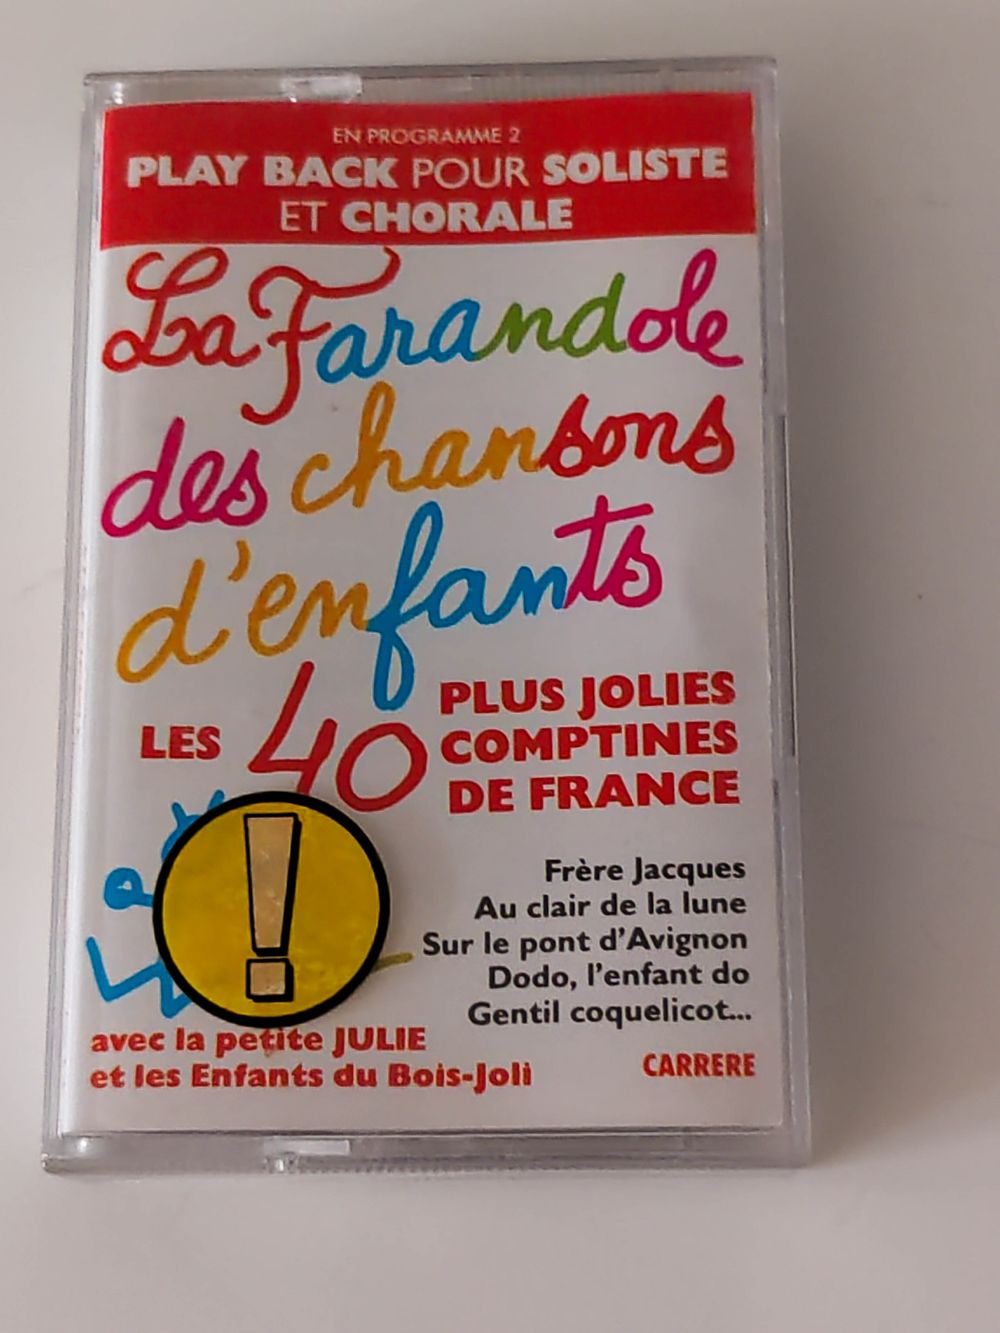 EN PROGRAMME 2
PLAY BACK POUR SOLISTE
ET CHORALE
La Farandole
des chansons
d'enfants
LES 40 PLUS JOLIES
COMPTINES
DE FRANCE
!
Frère Jacques
Au clair de la lune
Sur le pont d'Avignon
Dodo, l'enfant do
Gentil coquelicot...
avec la petite JULIE
et les Enfants du Bois-Joli
CARRERE